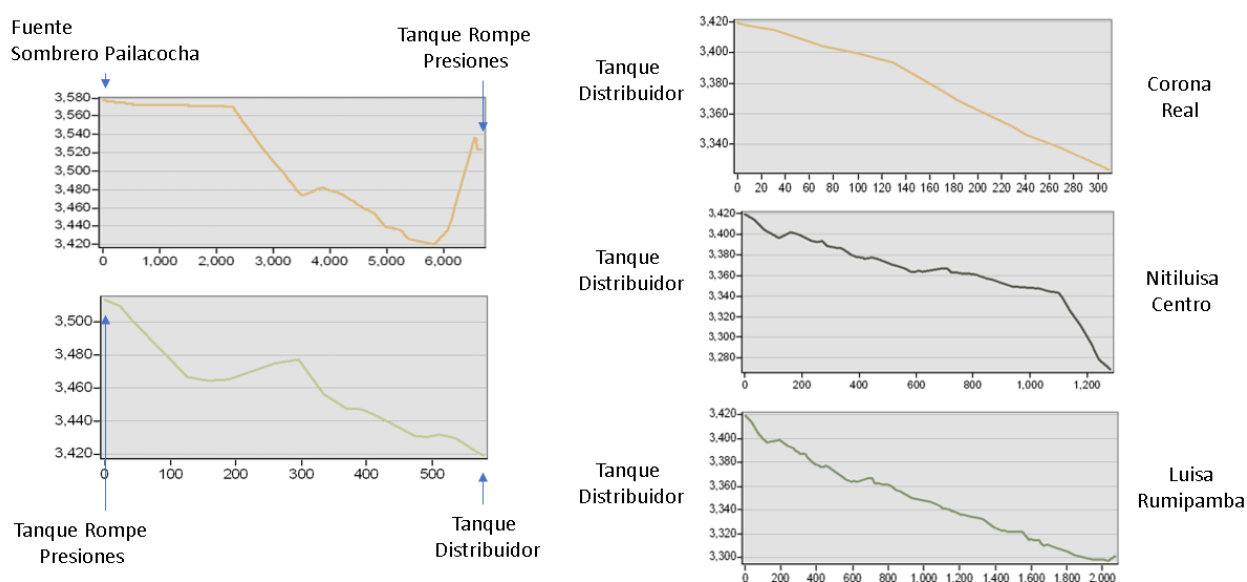 Fuente
Sombrero Pailacocha
Tanque Rompe
Presiones
3,580
3,560
3,540
3,520
3,500
3,480
3,460
3,440
3,420
0 1,000 2,000 3,000 4,000 5,000 6,000
3,500
3,480
3,460
3,440
3,420
0 100 200 300 400 500
Tanque Rompe
Presiones
Tanque
Distribuidor
Tanque
Distribuidor
3,420
3,400
3,380
3,360
3,340
0 20 40 60 80 100 120 140 160 180 200 220 240 260 280 300
Corona
Real
Tanque
Distribuidor
3,420
3,400
3,380
3,360
3,340
3,320
3,300
3,280
0 200 400 600 800 1,000 1,200
Nitiluisa
Centro
Tanque
Distribuidor
3,420
3,400
3,380
3,360
3,340
3,320
3,300
0 200 400 600 800 1.000 1.200 1.400 1.600 1.800 2.000
Luisa
Rumipamba